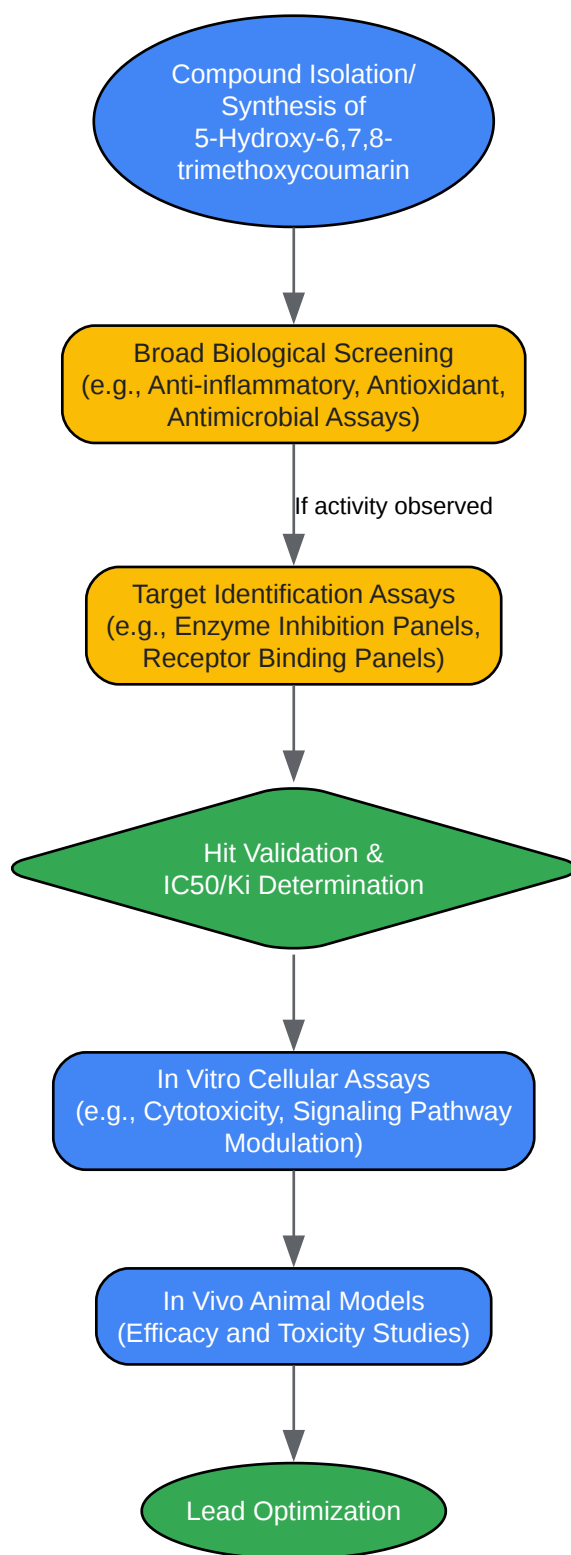 Compound Isolation/
Synthesis of
5-Hydroxy-6,7,8-
trimethoxycoumarin
Broad Biological Screening
(e.g., Anti-inflammatory, Antioxidant,
Antimicrobial Assays)
If activity observed
Target Identification Assays
(e.g., Enzyme Inhibition Panels,
Receptor Binding Panels)
Hit Validation &
IC50/Ki Determination
In Vitro Cellular Assays
(e.g., Cytotoxicity, Signaling Pathway
Modulation)
In Vivo Animal Models
(Efficacy and Toxicity Studies)
Lead Optimization